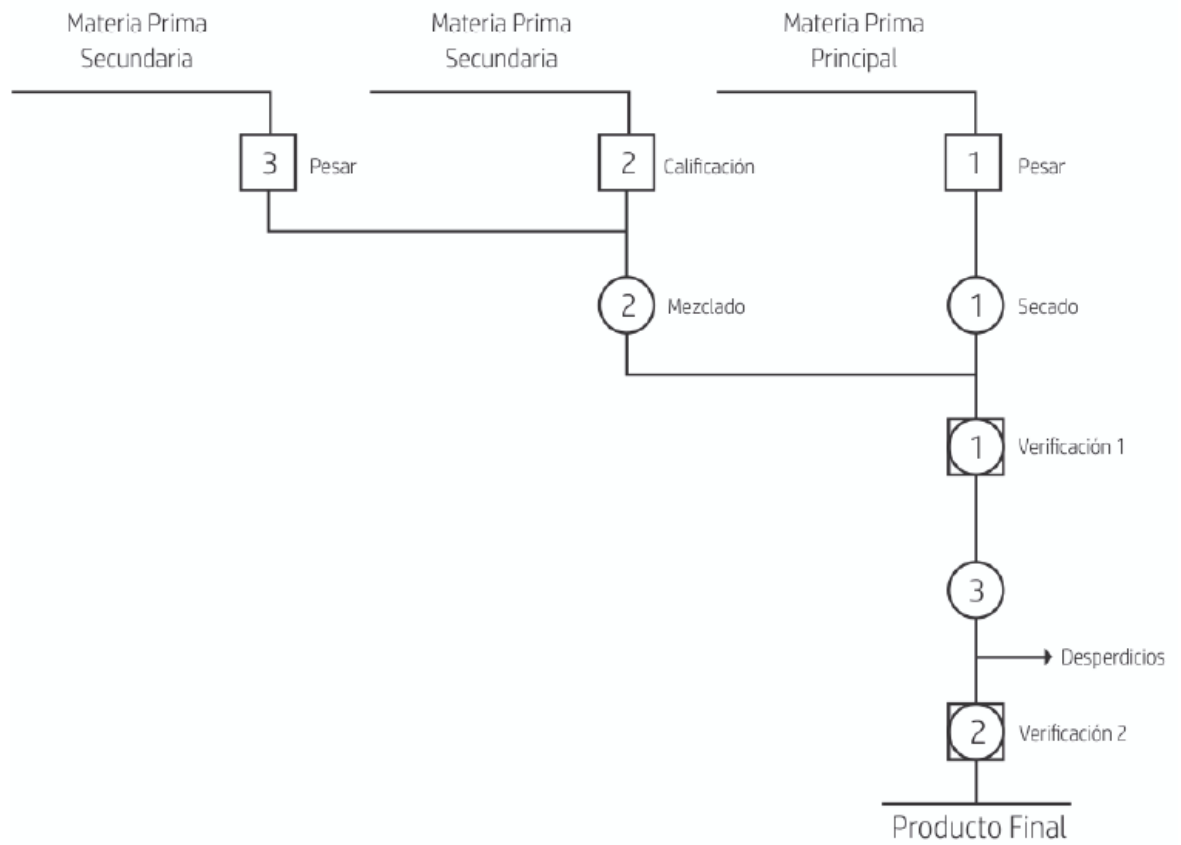 Materia Prima
Secundaria
Materia Prima
Secundaria
Materia Prima
Principal
3 Pesar
2 Calificación
1 Pesar
2 Mezclado
1 Secado
1 Verificación 1
3
Desperdicios
2 Verificación 2
Producto Final